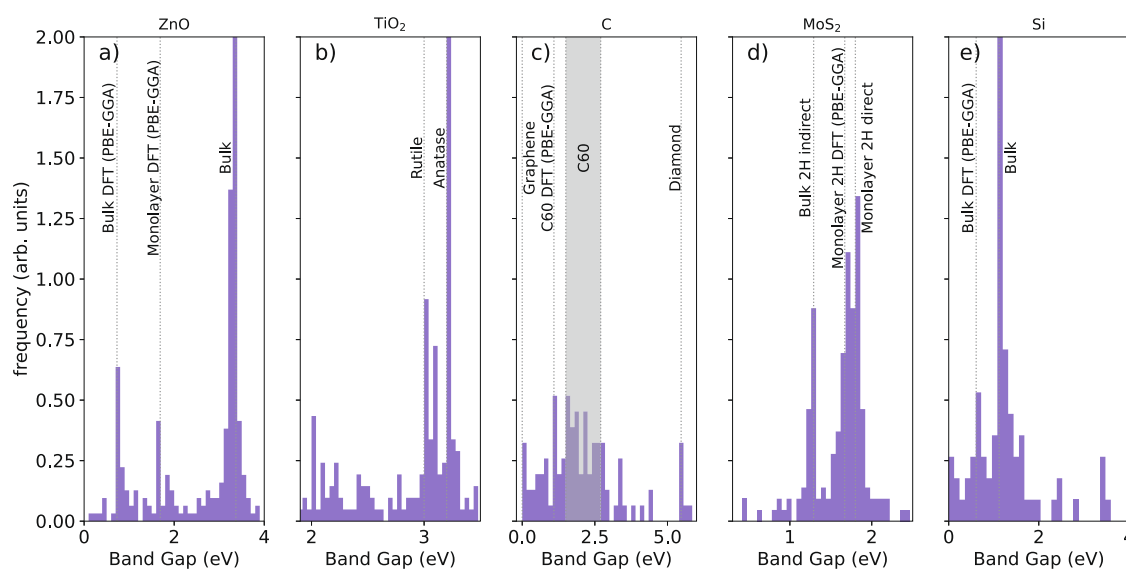 ZnO
TiO2
C
MoS2
Si
a)
b)
c)
d)
e)
frequency (arb. units)
2.00
1.75
1.50
1.25
1.00
0.75
0.50
0.25
0.00
Bulk DFT (PBE-GGA)
Monolayer DFT (PBE-GGA)
Bulk
0
2
4
Band Gap (eV)
Rutile
Anatase
2
3
Band Gap (eV)
Graphene
C60 DFT (PBE-GGA)
C60
Diamond
0.0
2.5
5.0
Band Gap (eV)
Bulk 2H indirect
Monolayer 2H DFT (PBE-GGA)
Monolayer 2H direct
1
2
Band Gap (eV)
Bulk DFT (PBE-GGA)
Bulk
0
2
4
Band Gap (eV)